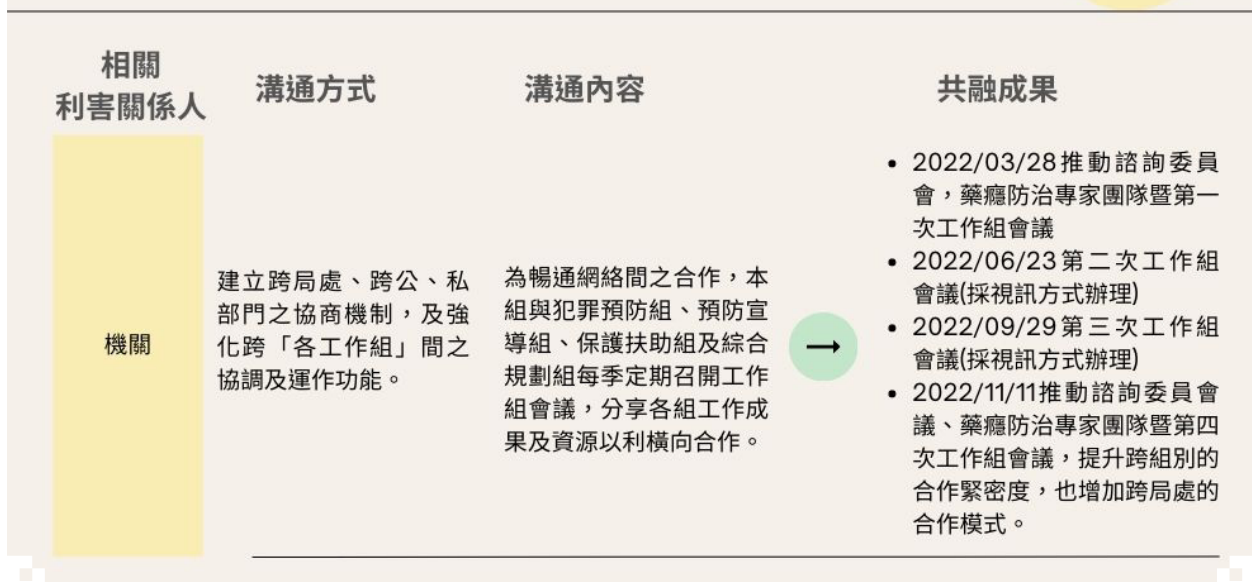 相關
利害關係人
溝通方式
溝通內容
共融成果
機關
建立跨局處、跨公、私
部門之協商機制，及強
化跨「各工作組」間之
協調及運作功能。
為暢通網絡間之合作，本
組與犯罪預防組、預防宣
導組、保護扶助組及綜合
規劃組每季定期召開工作
組會議，分享各組工作成
果及資源以利橫向合作。
→
• 2022/03/28推動諮詢委員
會，藥癮防治專家團隊暨第一
次工作組會議
• 2022/06/23第二次工作組
會議(採視訊方式辦理)
• 2022/09/29第三次工作組
會議(採視訊方式辦理)
• 2022/11/11推動諮詢委員會
議、藥癮防治專家團隊暨第四
次工作組會議，提升跨組別的
合作緊密度，也增加跨局處的
合作模式。